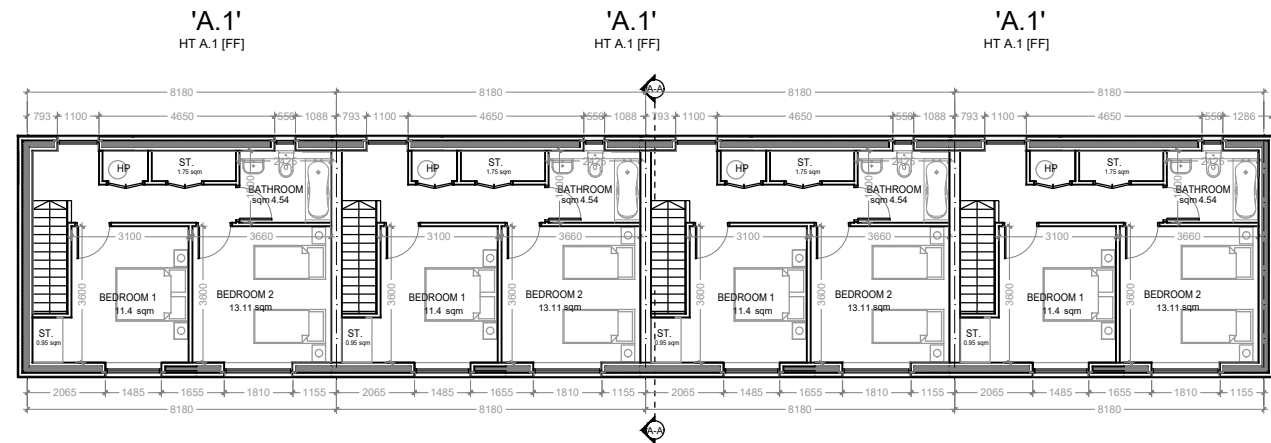 'A.1' 'A.1' 'A.1'
HT A.1 [FF] HT A.1 [FF] HT A.1 [FF]
A-A
8180 8180 8180 8180
793 1100 4650 1088 793 1100 4650 1088 793 1100 4650 1088 793 1100 4650 1286
HP ST. HP ST. HP ST. HP ST.
1.75 sqm 1.75 sqm 1.75 sqm 1.75 sqm
BATHROOM BATHROOM BATHROOM BATHROOM
sqm 4.54 sqm 4.54 sqm 4.54 sqm 4.54
3100 3660 3100 3660 3100 3660 3100 3660
3600 3600 3600 3600 3600 3600 3600 3600
BEDROOM 1 BEDROOM 2 BEDROOM 1 BEDROOM 2 BEDROOM 1 BEDROOM 2 BEDROOM 1 BEDROOM 2
11.4 sqm 13.11 sqm 11.4 sqm 13.11 sqm 11.4 sqm 13.11 sqm 11.4 sqm 13.11 sqm
ST. ST. ST. ST.
0.95 sqm 0.95 sqm 0.95 sqm 0.95 sqm
2065 1485 1655 1810 1155 2065 1485 1655 1810 1155 2065 1485 1655 1810 1155 2065 1485 1655 1810 1155
8180 8180 8180 8180
A-A